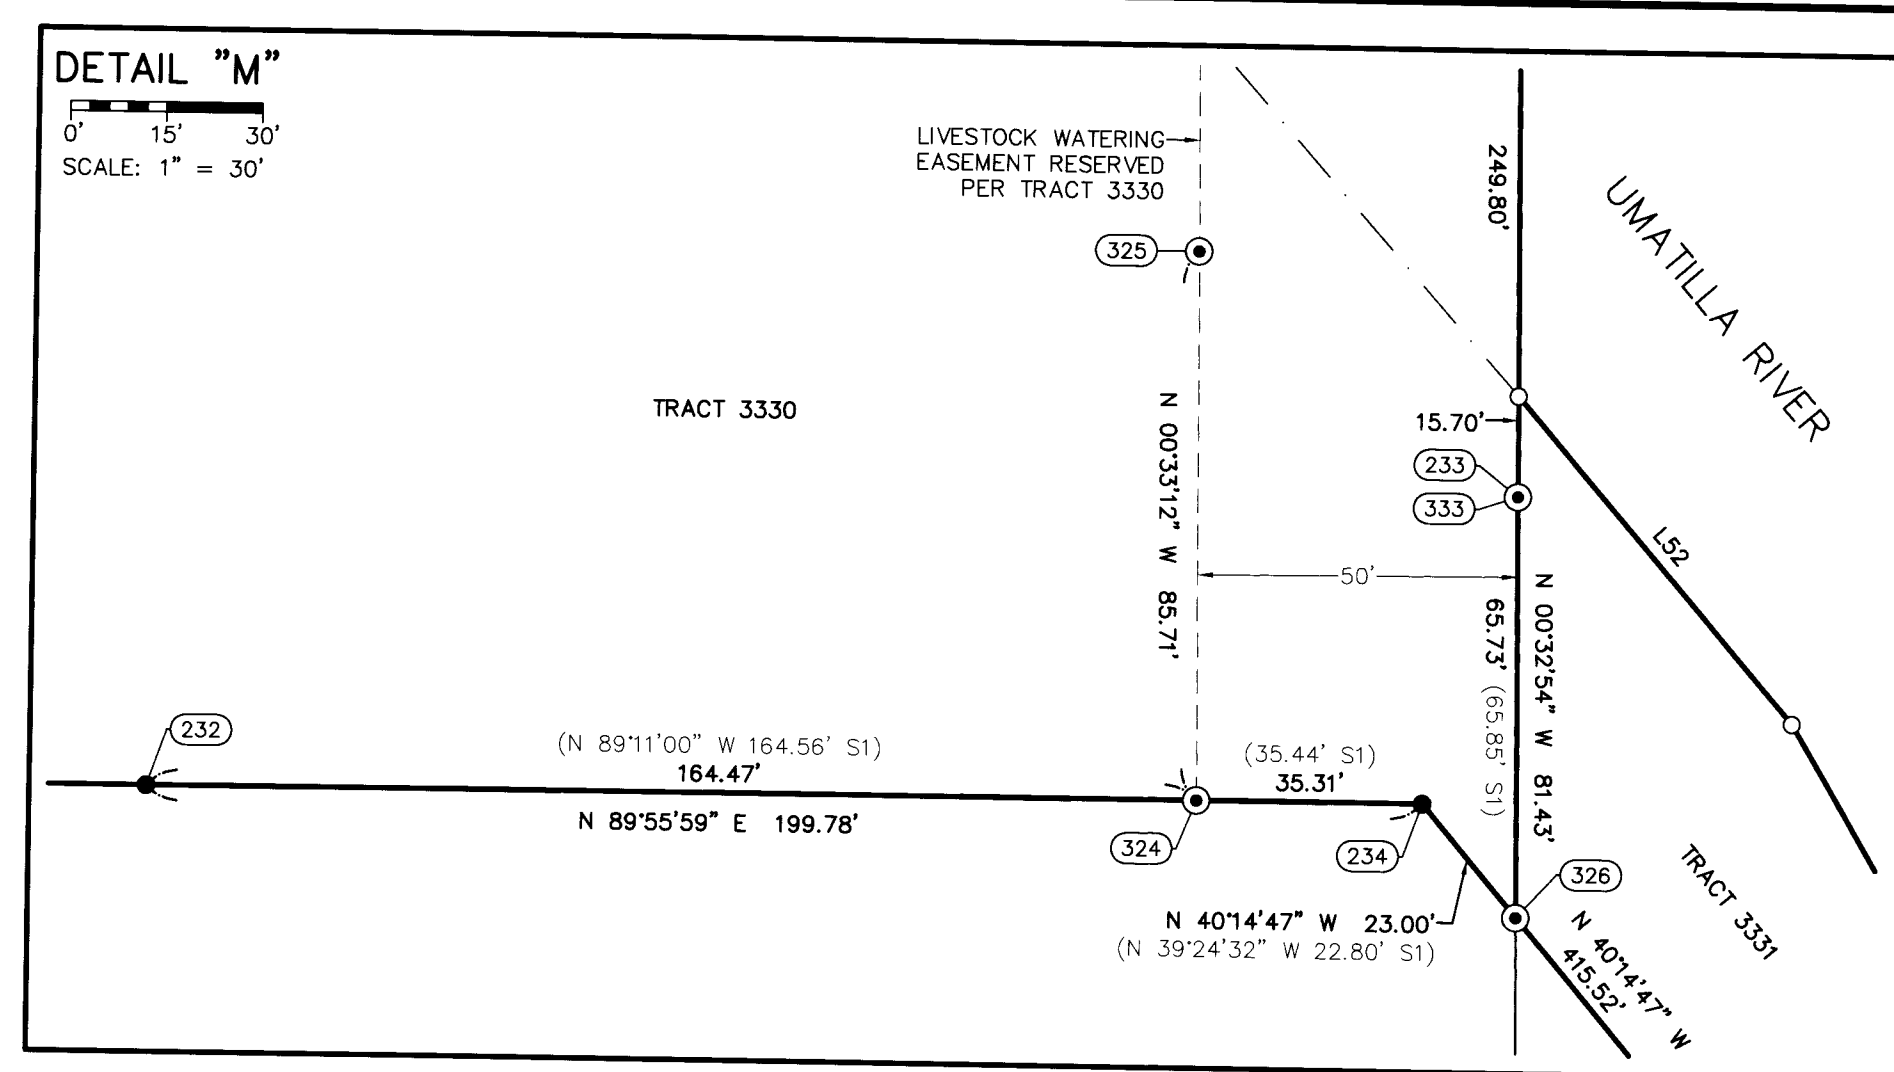 DETAIL "M"
0' 15' 30'
SCALE: 1" = 30'
LIVESTOCK WATERING
EASEMENT RESERVED
PER TRACT 3330
325
249.80'
UMATILLA RIVER
TRACT 3330
N 00°33'12" W 85.71'
15.70'
233
333
L52
50'
65.73' (65.85' S1)
N 00°32'54" W 81.43'
232
(N 89°11'00" W 164.56' S1)
164.47'
N 89°55'59" E 199.78'
(35.44' S1)
35.31'
324
234
326
N 40°14'47" W 23.00'
(N 39°24'32" W 22.80' S1)
TRACT 3331
N 40°14'47" W
415.52'